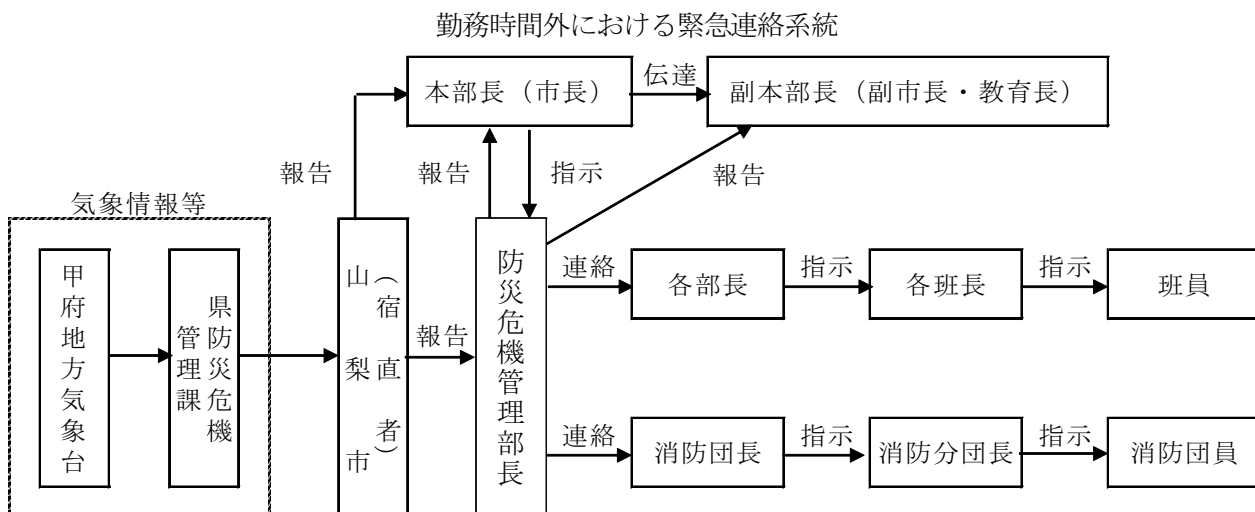 勤務時間外における緊急連絡系統
本部長（市長）
伝達
副本部長（副市長・教育長）
報告
報告
指示
報告
気象情報等
甲府地方気象台
県防災危機
管理課
山梨市
（宿直者）
報告
防災危機管理部長
連絡
各部長
指示
各班長
指示
班員
連絡
消防団長
指示
消防分団長
指示
消防団員